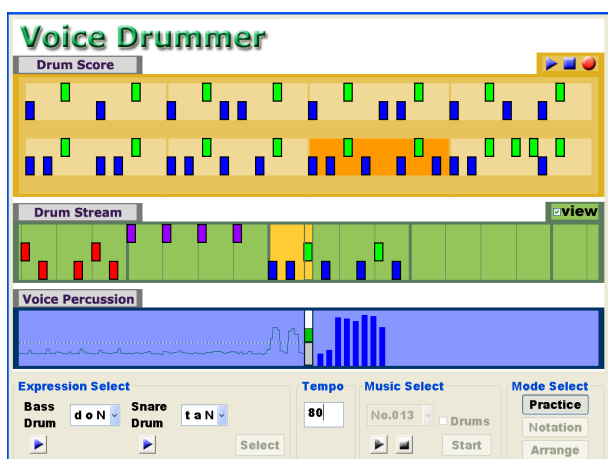 Voice Drummer
Drum Score
Drum Stream
view
Voice Percussion
Expression Select
Tempo
Music Select
Mode Select
Bass Drum
d o N
Snare Drum
t a N
80
No.013
Drums
Practice
Notation
Select
Start
Arrange